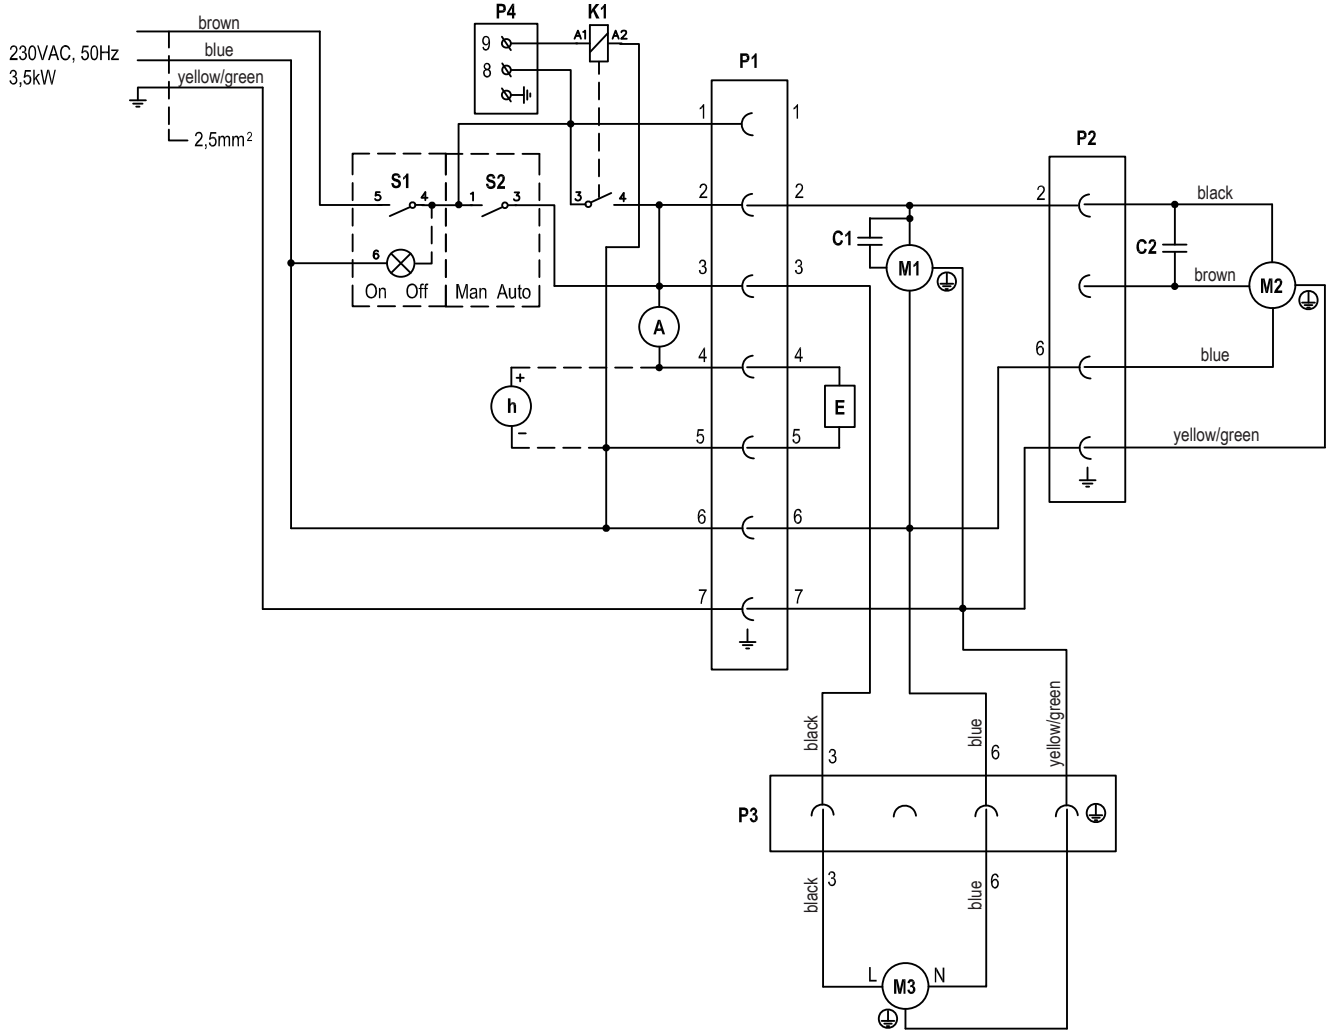 brown
230VAC, 50Hz
3,5kW
blue
yellow/green
2,5mm²
P4
9
8
K1
A1 A2
P1
1 1
S1
5 4
6
On Off
S2
1 3
Man Auto
3 4
2 2
3 3
A
4 4
+
h
−
5 5
E
6 6
7 7
C1
M1
P2
2
black
C2
brown
M2
6
blue
yellow/green
black
3
blue
6
yellow/green
P3
black
3
blue
6
L M3 N